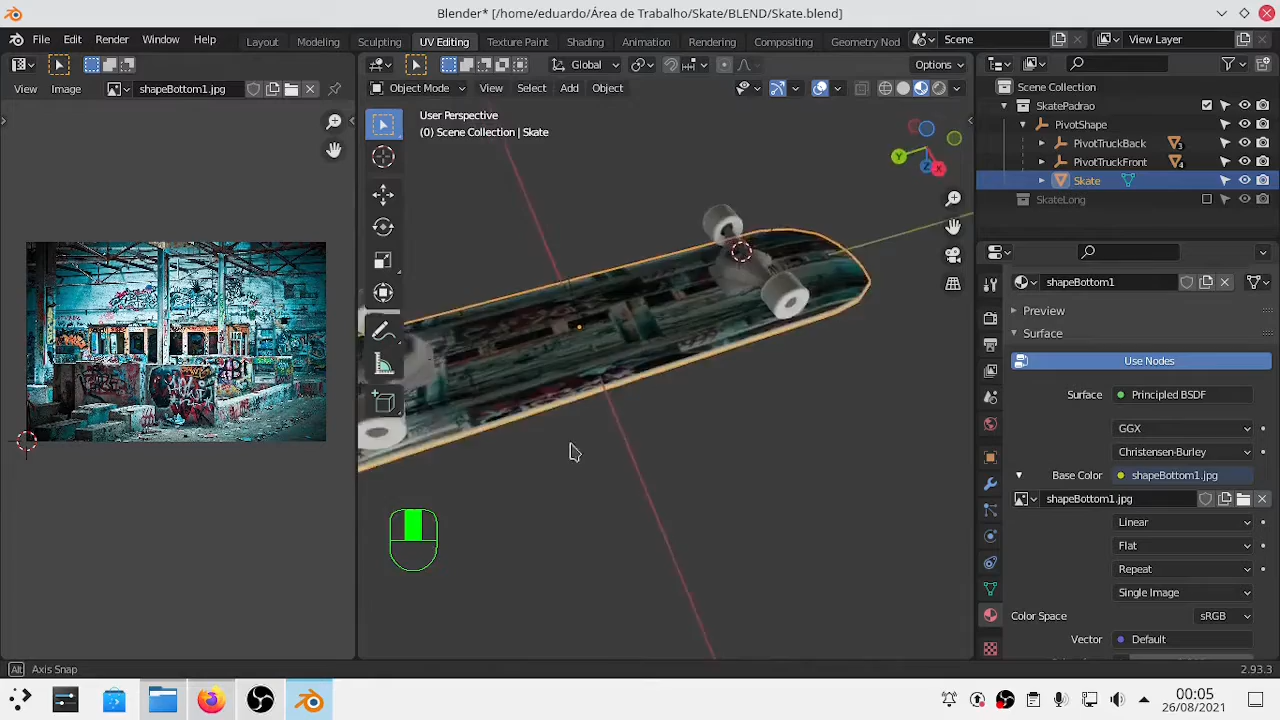 Blender* [/home/eduardo/Área de Trabalho/Skate/BLEND/Skate.blend]
File Edit Render Window Help Layout Modeling Sculpting UV Editing Texture Paint Shading Animation Rendering Compositing Geometry Nod Scene View Layer
Global Options
View Image shapeBottom1.jpg Object Mode View Select Add Object
Scene Collection
SkatePadrao
PivotShape
PivotTruckBack 3
PivotTruckFront 4
Skate
SkateLong
User Perspective
(0) Scene Collection | Skate
X
Y
Z
shapeBottom1
Preview
Surface
Use Nodes
Surface Principled BSDF
GGX
Christensen-Burley
Base Color shapeBottom1.jpg
shapeBottom1.jpg
Linear
Flat
Repeat
Single Image
Color Space sRGB
Vector Default
Alt Axis Snap 2.93.3
00:05
26/08/2021